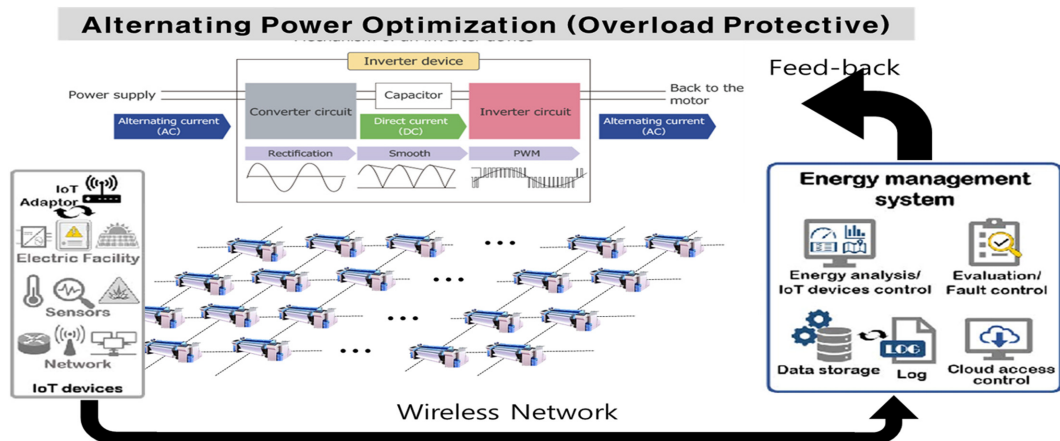 Alternating Power Optimization (Overload Protective)
Inverter device
Feed-back
Power supply
Converter circuit
Capacitor
Inverter circuit
Back to the
motor
Alternating current
(AC)
Direct current
(DC)
Alternating current
(AC)
Rectification
Smooth
PWM
IoT
Adaptor
Electric Facility
Sensors
Network
IoT devices
Energy management
system
Energy analysis/
IoT devices control
Evaluation/
Fault control
Data storage
LOG
Log
Cloud access
control
Wireless Network